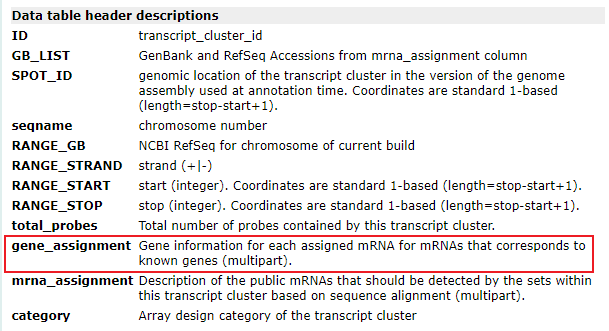 Data table header descriptions
ID transcript_cluster_id
GB_LIST GenBank and RefSeq Accessions from mrna_assignment column
SPOT_ID genomic location of the transcript cluster in the version of the genome
assembly used at annotation time. Coordinates are standard 1-based
(length=stop-start+1).
seqname chromosome number
RANGE_GB NCBI RefSeq for chromosome of current build
RANGE_STRAND strand (+|-)
RANGE_START start (integer). Coordinates are standard 1-based (length=stop-start+1).
RANGE_STOP stop (integer). Coordinates are standard 1-based (length=stop-start+1).
total_probes Total number of probes contained by this transcript cluster.
gene_assignment Gene information for each assigned mRNA for mRNAs that corresponds to
known genes (multipart).
mrna_assignment Description of the public mRNAs that should be detected by the sets within
this transcript cluster based on sequence alignment (multipart).
category Array design category of the transcript cluster